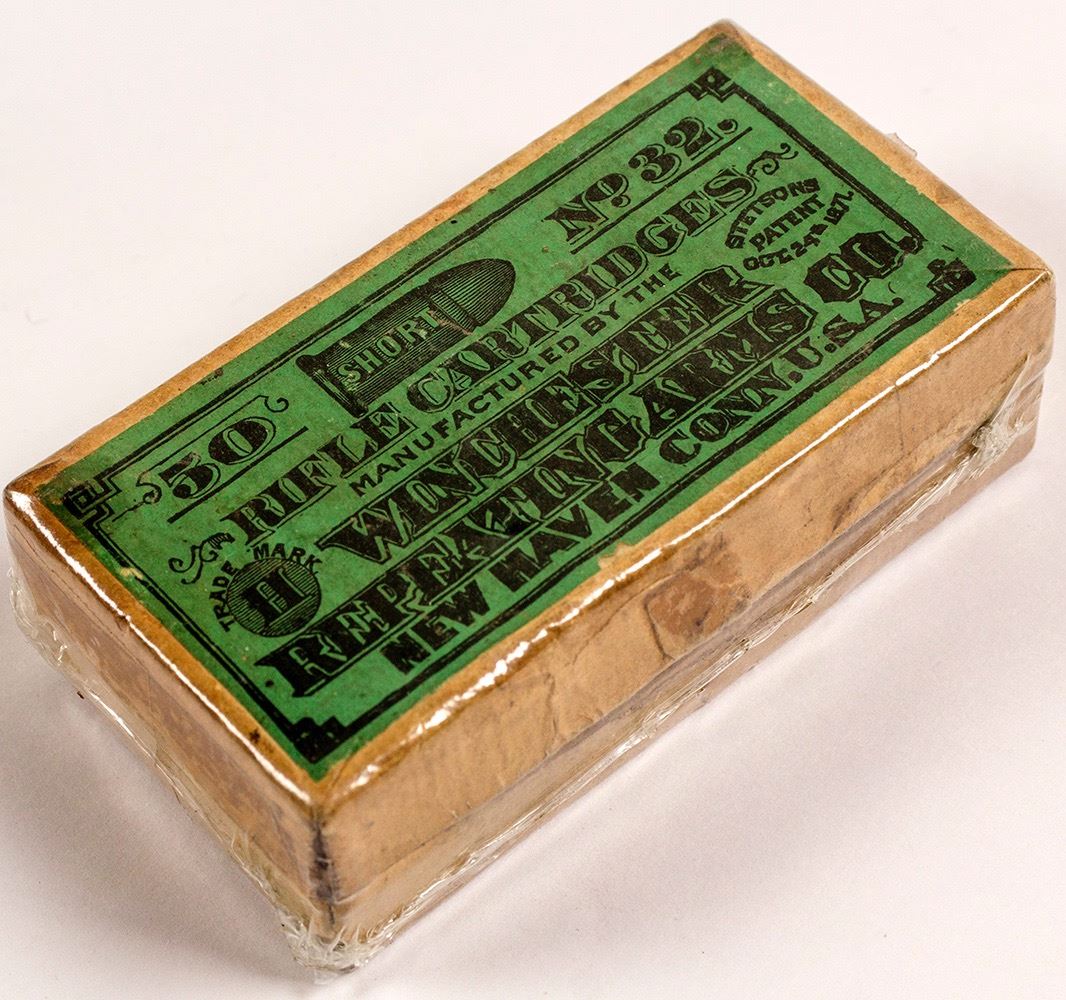 50
No. 32.
SHORT
RIFLE CARTRIDGES
MANUFACTURED BY THE
STETSONS
PATENT
OCT. 24th 1871.
TRADE MARK
H
WINCHESTER
REPEATING ARMS CO.
NEW HAVEN CONN. U.S.A.